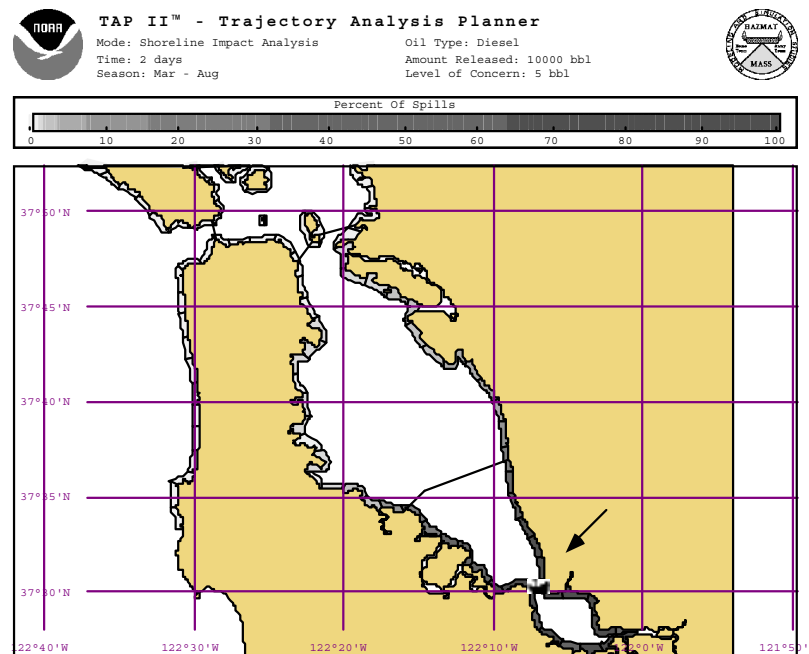 NOAA
TAP II™ - Trajectory Analysis Planner
Mode: Shoreline Impact Analysis
Oil Type: Diesel
Time: 2 days
Amount Released: 10000 bbl
Season: Mar - Aug
Level of Concern: 5 bbl
HAZMAT
MASS
Percent Of Spills
0 10 20 30 40 50 60 70 80 90 100
37°50'N
37°45'N
37°40'N
37°35'N
37°30'N
122°40'W 122°30'W 122°20'W 122°10'W 122°0'W 121°50'